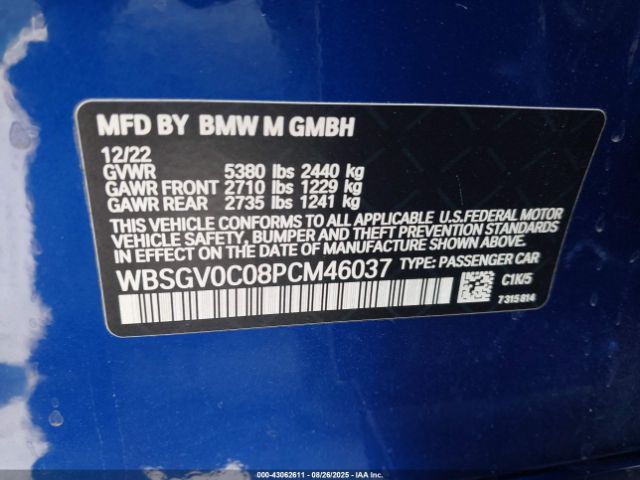 MFD BY BMW M GMBH
12/22
GVWR 5380 lbs 2440 kg
GAWR FRONT 2710 lbs 1229 kg
GAWR REAR 2735 lbs 1241 kg
THIS VEHICLE CONFORMS TO ALL APPLICABLE U.S.FEDERAL MOTOR
VEHICLE SAFETY, BUMPER, AND THEFT PREVENTION STANDARDS
IN EFFECT ON THE DATE OF MANUFACTURE SHOWN ABOVE.
WBSGV0C08PCM46037 TYPE: PASSENGER CAR
C1K/5
7315814
Stock: 43062611 - 08/26/2025 - IAA Inc.